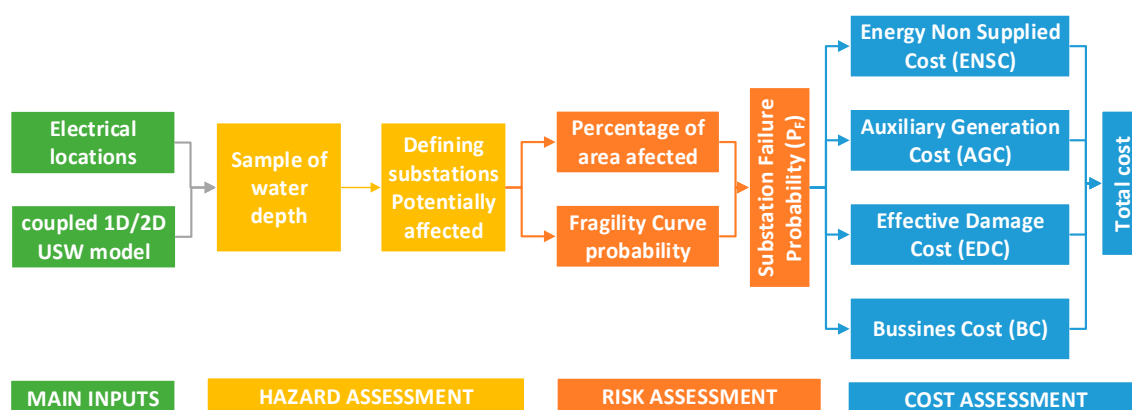 Electrical
locations
coupled 1D/2D
USW model
Sample of
water
depth
Defining
substations
Potentially
affected
Percentage of
area afected
Fragility Curve
probability
Substation Failure
Probability (PF)
Energy Non Supplied
Cost (ENSC)
Auxiliary Generation
Cost (AGC)
Effective Damage
Cost (EDC)
Bussines Cost (BC)
Total cost
MAIN INPUTS
HAZARD ASSESSMENT
RISK ASSESSMENT
COST ASSESSMENT